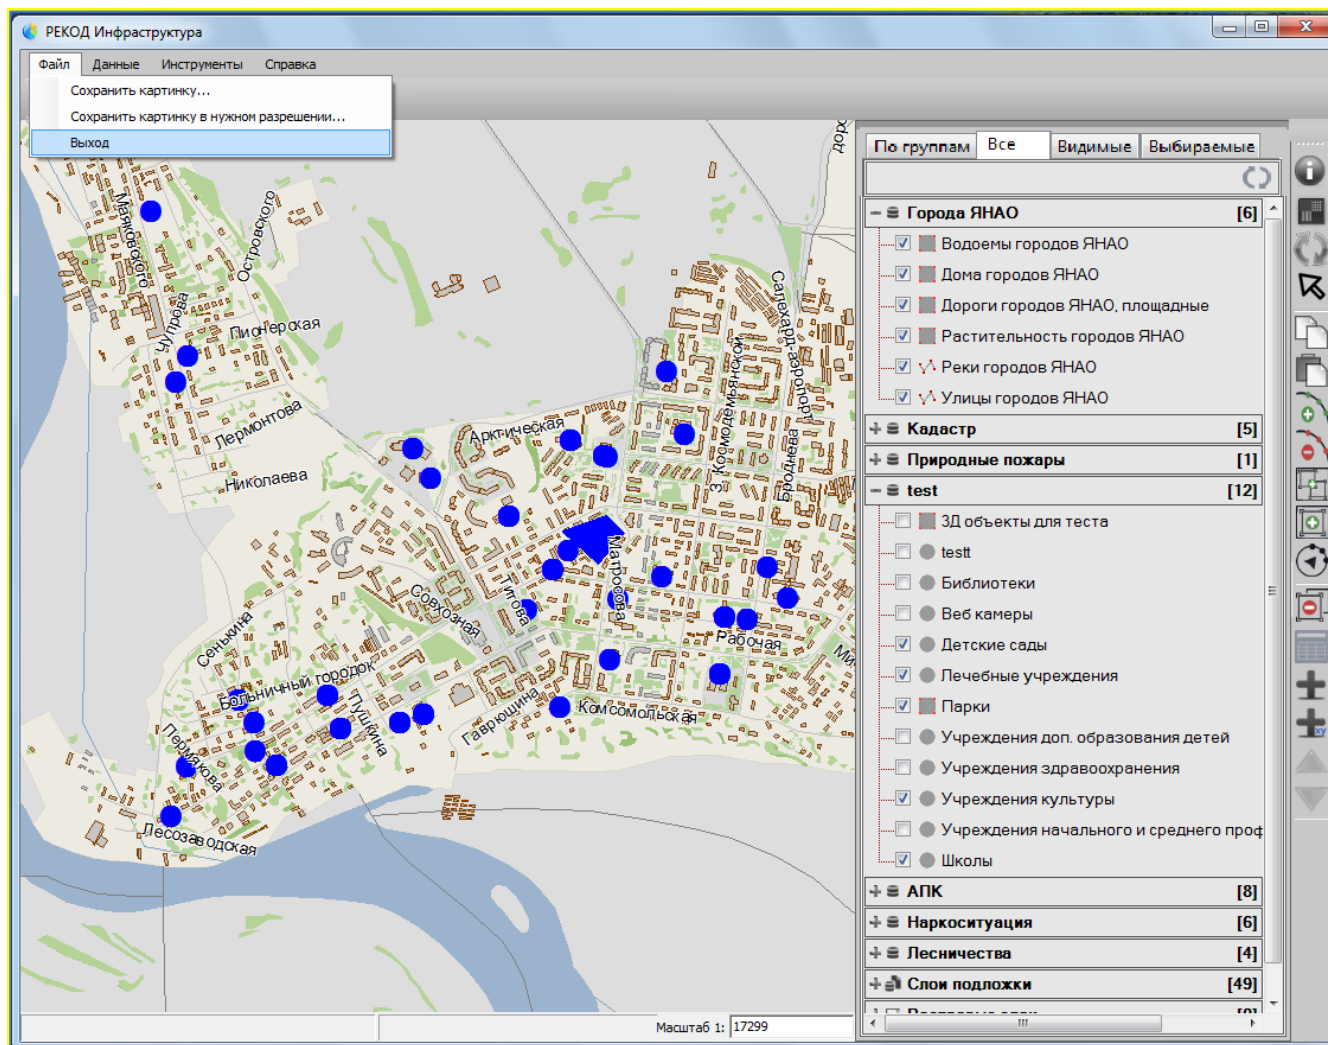 РЕКОД Инфраструктура
Файл Данные Инструменты Справка
Сохранить картинку...
Сохранить картинку в нужном разрешении...
Выход
По группам Все Видимые Выбираемые
Города ЯНАО [6]
Водоемы городов ЯНАО
Дома городов ЯНАО
Дороги городов ЯНАО, площадные
Растительность городов ЯНАО
Реки городов ЯНАО
Улицы городов ЯНАО
Кадастр [5]
Природные пожары [1]
test [12]
3Д объекты для теста
testt
Библиотеки
Веб камеры
Детские сады
Лечебные учреждения
Парки
Учреждения доп. образования детей
Учреждения здравоохранения
Учреждения культуры
Учреждения начального и среднего проф
Школы
АПК [8]
Наркоситуация [6]
Лесничества [4]
Слои подложки [49]
Маяковского
Островского
Чупрова
Пионерская
Лермонтова
Николаева
Арктическая
З. Космодемьянской
Салехард-аэропорт
Броднева
дорo
Матросова
Титова
Совхозная
Сенькина
Больничный городок
Пушкина
Пермякова
Лесозаводская
Гаврюшина
Комсомольская
Рабочая
Ми
Масштаб 1: 17299
xy